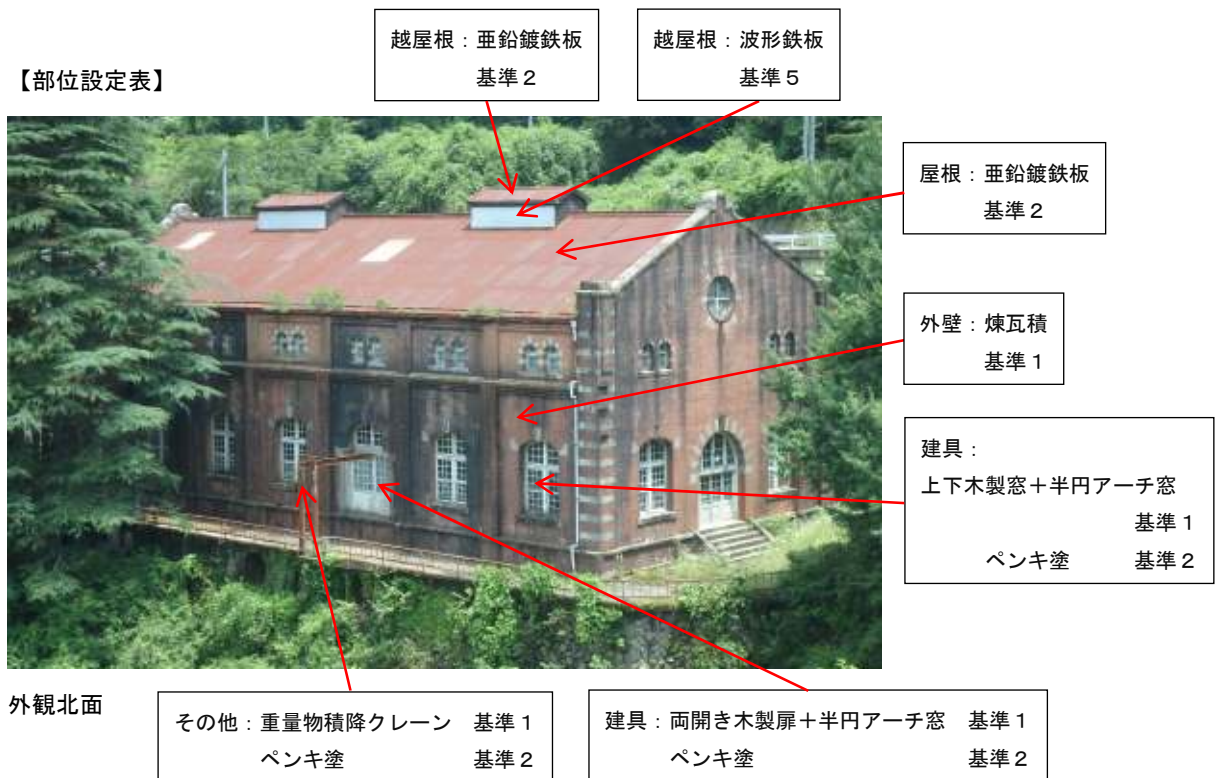 越屋根：亜鉛鍍鉄板
基準２
越屋根：波形鉄板
基準５
【部位設定表】
屋根：亜鉛鍍鉄板
基準２
外壁：煉瓦積
基準１
建具：
上下木製窓＋半円アーチ窓
基準１
ペンキ塗　基準２
外観北面
その他：重量物積降クレーン　基準１
ペンキ塗　基準２
建具：両開き木製扉＋半円アーチ窓　基準１
ペンキ塗　基準２